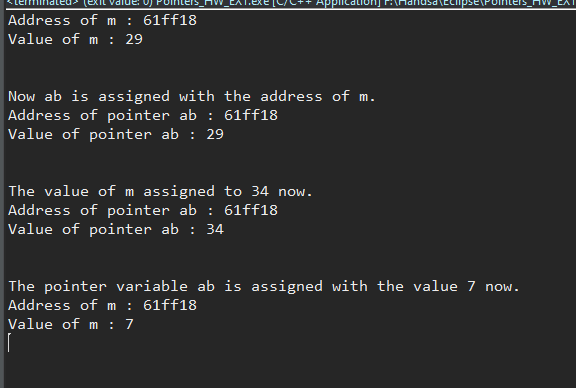 <terminated> (exit value: 0) Pointers_HW_EX1.exe [C/C++ Application] F:\Handsa\Eclipse\Pointers_HW_EX1
Address of m : 61ff18
Value of m : 29
Now ab is assigned with the address of m.
Address of pointer ab : 61ff18
Value of pointer ab : 29
The value of m assigned to 34 now.
Address of pointer ab : 61ff18
Value of pointer ab : 34
The pointer variable ab is assigned with the value 7 now.
Address of m : 61ff18
Value of m : 7